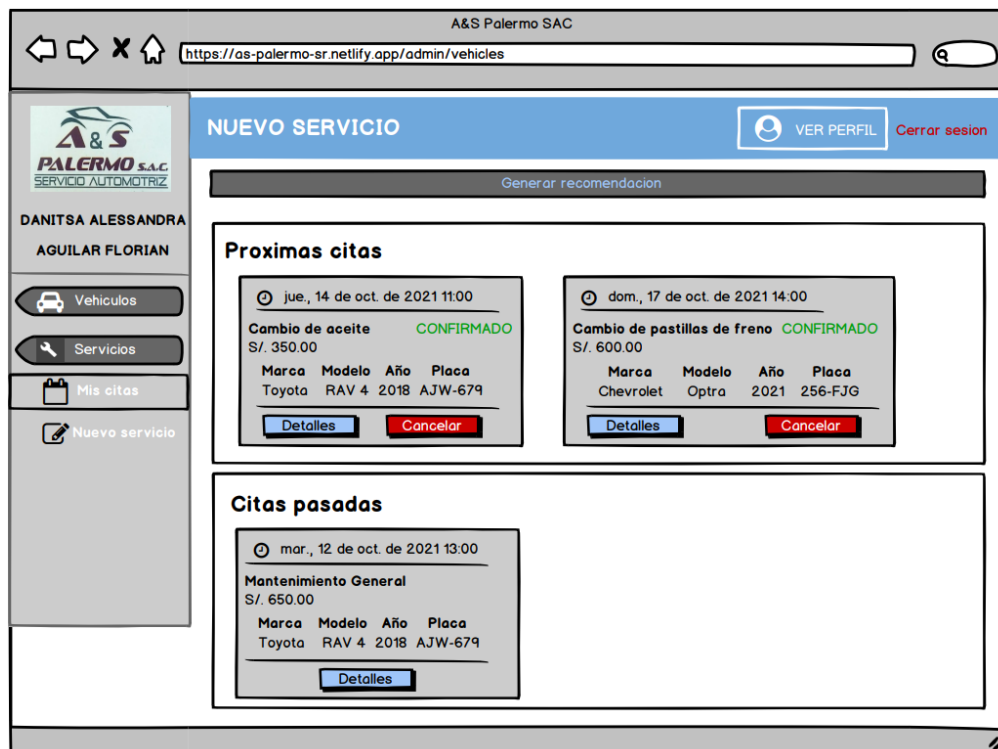 A&S Palermo SAC
https://as-palermo-sr.netlify.app/admin/vehicles
A&S
PALERMO S.A.C.
SERVICIO AUTOMOTRIZ
DANITSA ALESSANDRA
AGUILAR FLORIAN
Vehiculos
Servicios
Mis citas
Nuevo servicio
NUEVO SERVICIO
VER PERFIL
Cerrar sesion
Generar recomendacion
Proximas citas
jue., 14 de oct. de 2021 11:00
Cambio de aceite CONFIRMADO
S/. 350.00
Marca Modelo Año Placa
Toyota RAV 4 2018 AJW-679
Detalles Cancelar
dom., 17 de oct. de 2021 14:00
Cambio de pastillas de freno CONFIRMADO
S/. 600.00
Marca Modelo Año Placa
Chevrolet Optra 2021 256-FJG
Detalles Cancelar
Citas pasadas
mar., 12 de oct. de 2021 13:00
Mantenimiento General
S/. 650.00
Marca Modelo Año Placa
Toyota RAV 4 2018 AJW-679
Detalles